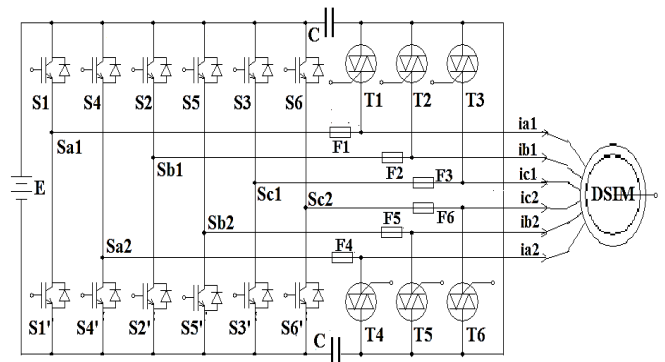 C
S1 S4 S2 S5 S3 S6 T1 T2 T3
Sa1 F1 ia1
Sb1 F2 ib1
Sc1 F3 ic1
E DSIM
Sc2 F6 ic2
Sb2 F5 ib2
Sa2 F4 ia2
S1' S4' S2' S5' S3' S6' T4 T5 T6
C